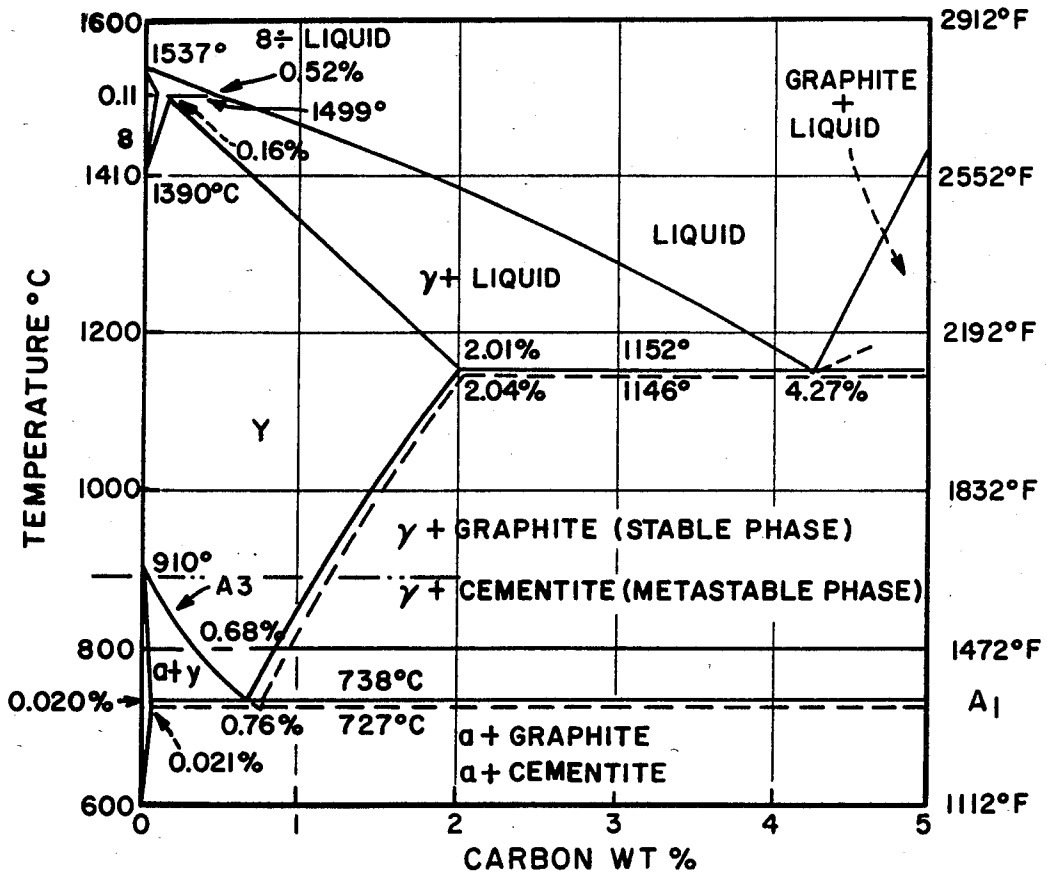 1600
2912°F
8÷ LIQUID
1537°
0.52%
GRAPHITE
+
LIQUID
0.11
1499°
8
0.16%
1410
2552°F
1390°C
LIQUID
γ+ LIQUID
TEMPERATURE °C
1200
2192°F
2.01%
1152°
2.04%
1146°
4.27%
Y
1000
1832°F
γ + GRAPHITE (STABLE PHASE)
910°
A3
γ + CEMENTITE (METASTABLE PHASE)
0.68%
800
1472°F
a+y
738°C
0.020%
A1
0.76%
727°C
a + GRAPHITE
0.021%
a + CEMENTITE
600
1112°F
0 1 2 3 4 5
CARBON WT %